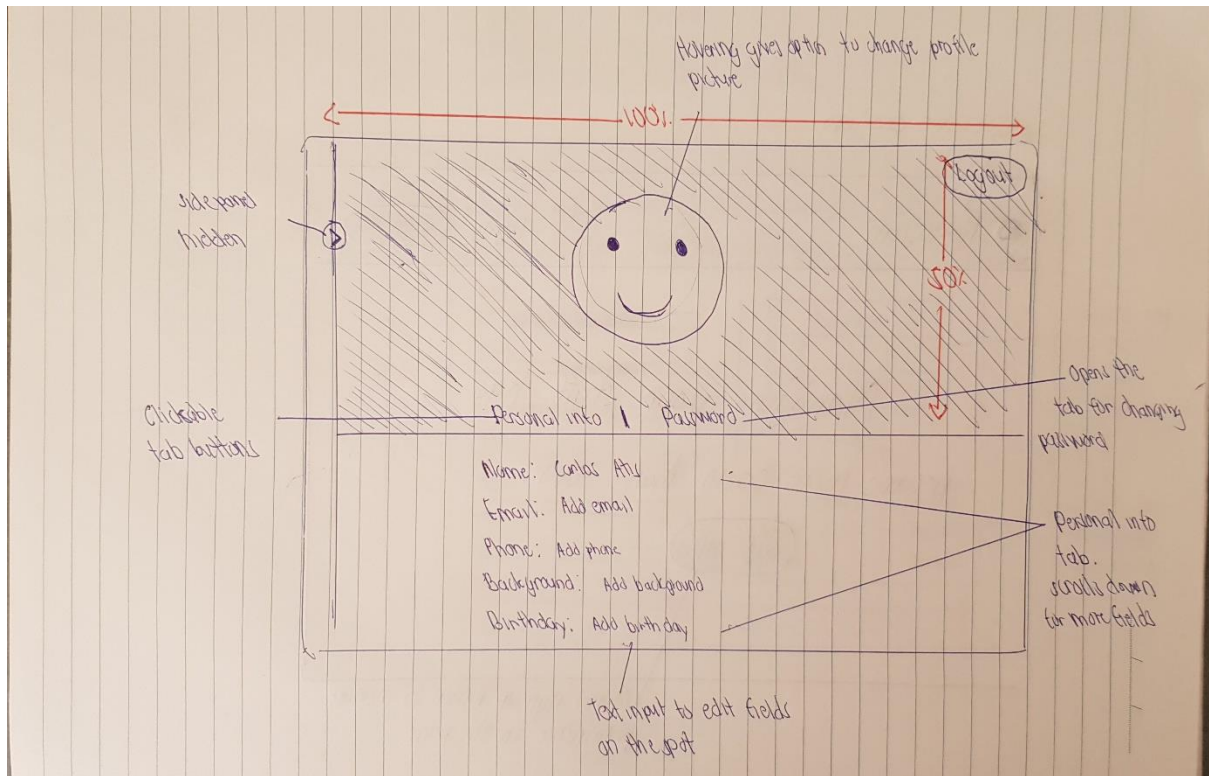 Hovering gives option to change profile
picture
100%
Logout
side panel
hidden
50%
Opens the
tab for changing
password
Clickable
tab buttons
Personal info | Password
Name: Carlos
Email: Add email
Phone: Add phone
Background: Add background
Birthday: Add birthday
Personal info
tab.
scrolls down
for more fields
Text input to edit fields
on the spot